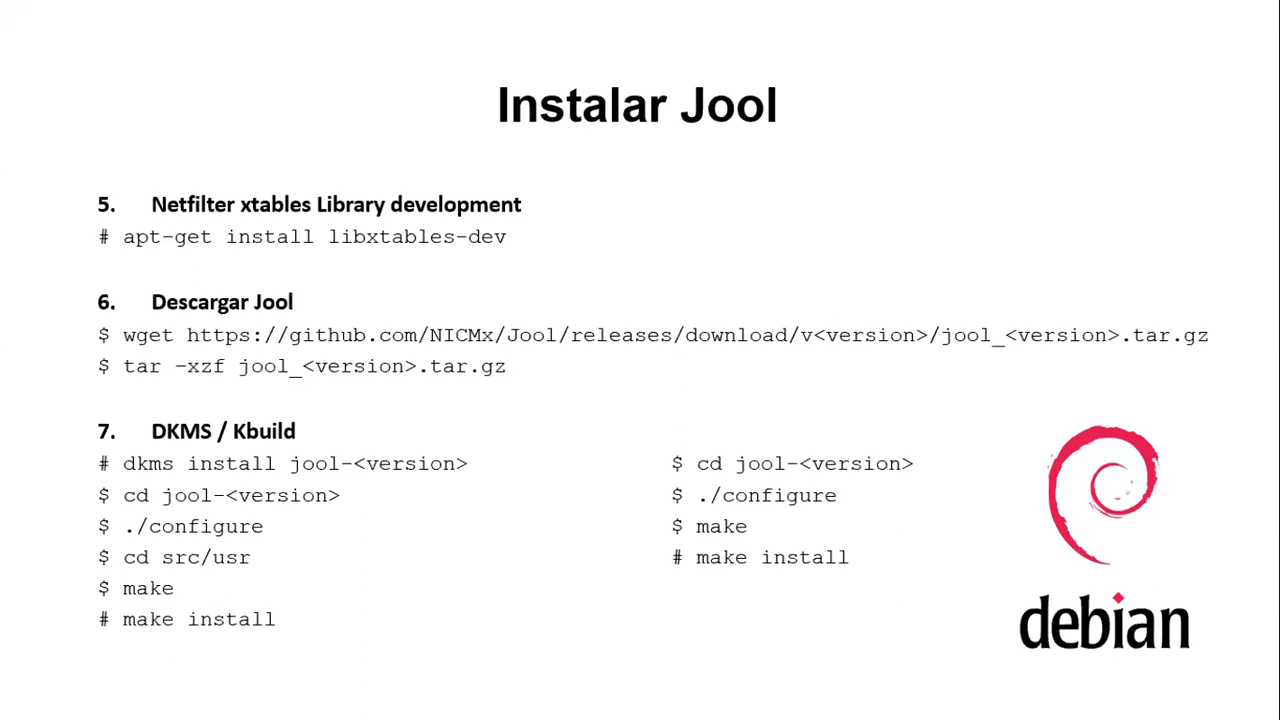 Instalar Jool
5. Netfilter xtables Library development
# apt-get install libxtables-dev
6. Descargar Jool
$ wget https://github.com/NICMx/Jool/releases/download/v<version>/jool_<version>.tar.gz
$ tar -xzf jool_<version>.tar.gz
7. DKMS / Kbuild
# dkms install jool-<version>
$ cd jool-<version>
$ ./configure
$ cd src/usr
$ make
# make install
$ cd jool-<version>
$ ./configure
$ make
# make install
debian